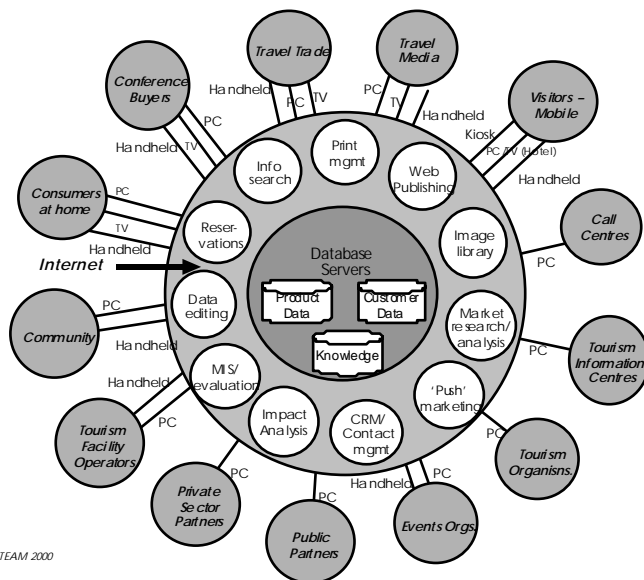 Travel Trade
Travel
Media
Conference
Buyers
Visitors –
Mobile
Consumers
at home
Call
Centres
Community
Tourism
Information
Centres
Tourism
Facility
Operators
Tourism
Organisns.
Private
Sector
Partners
Public
Partners
Events Orgs.
Handheld
PC
TV
PC
TV
Handheld
Kiosk
PC/TV (Hotel)
Handheld
PC
TV
Handheld
PC
TV
Handheld
PC
PC
PC
Handheld
Handheld
PC
PC
PC
Handheld
PC
PC
Internet
Info
search
Print
mgmt
Web
Publishing
Reser-
vations
Image
library
Data
editing
Market
research/
analysis
MIS/
evaluation
'Push'
marketing
Impact
Analysis
CRM/
Contact
mgmt
Database
Servers
Product
Data
Customer
Data
Knowledge
TEAM 2000